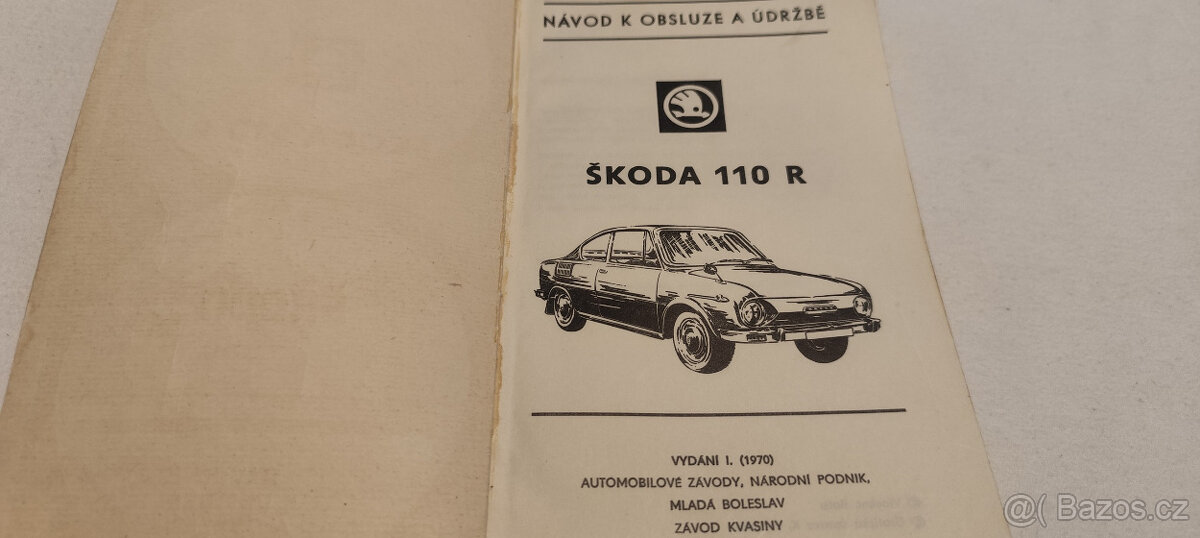 NÁVOD K OBSLUZE A ÚDRŽBĚ
ŠKODA 110 R
VYDÁNÍ I. (1970)
AUTOMOBILOVÉ ZÁVODY, NÁRODNÍ PODNIK,
MLADÁ BOLESLAV
ZÁVOD KVASINY
@( Bazos.cz